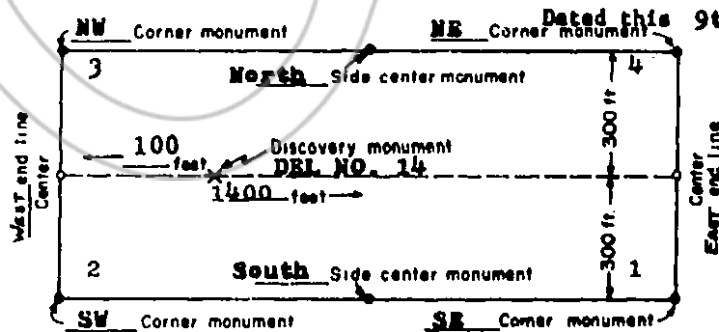 Dated this 9t
NW Corner monument NE Corner monument
3 North Side center monument 4
WEST end line
Center
100 feet Discovery monument
DEL NO. 14
1400 feet
300 ft
300 ft.
Center
EAST end line
2 South Side center monument 1
SW Corner monument SE Corner monument